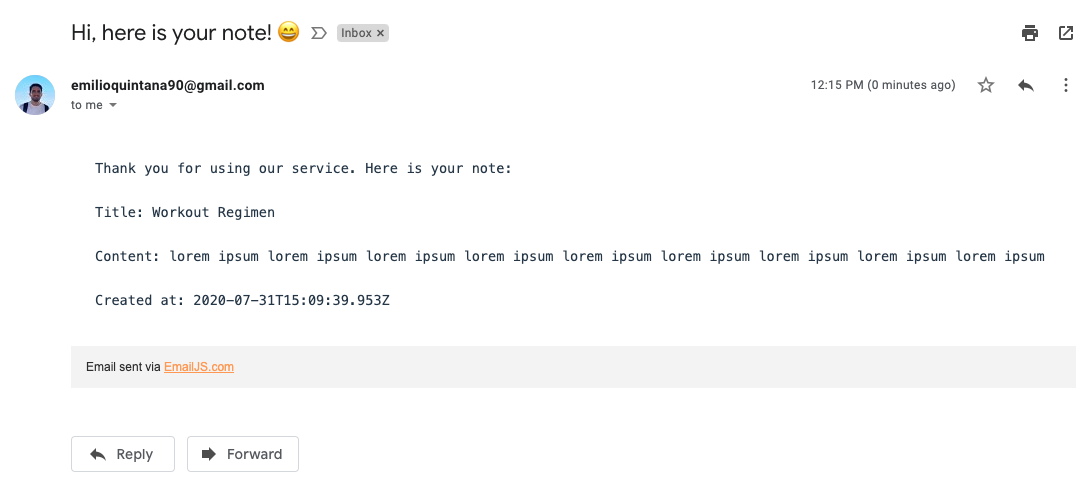 Hi, here is your note! 😄 Inbox ×
emilioquintana90@gmail.com 12:15 PM (0 minutes ago)
to me
Thank you for using our service. Here is your note:
Title: Workout Regimen
Content: lorem ipsum lorem ipsum lorem ipsum lorem ipsum lorem ipsum lorem ipsum lorem ipsum lorem ipsum lorem ipsum
Created at: 2020-07-31T15:09:39.953Z
Email sent via EmailJS.com
Reply Forward